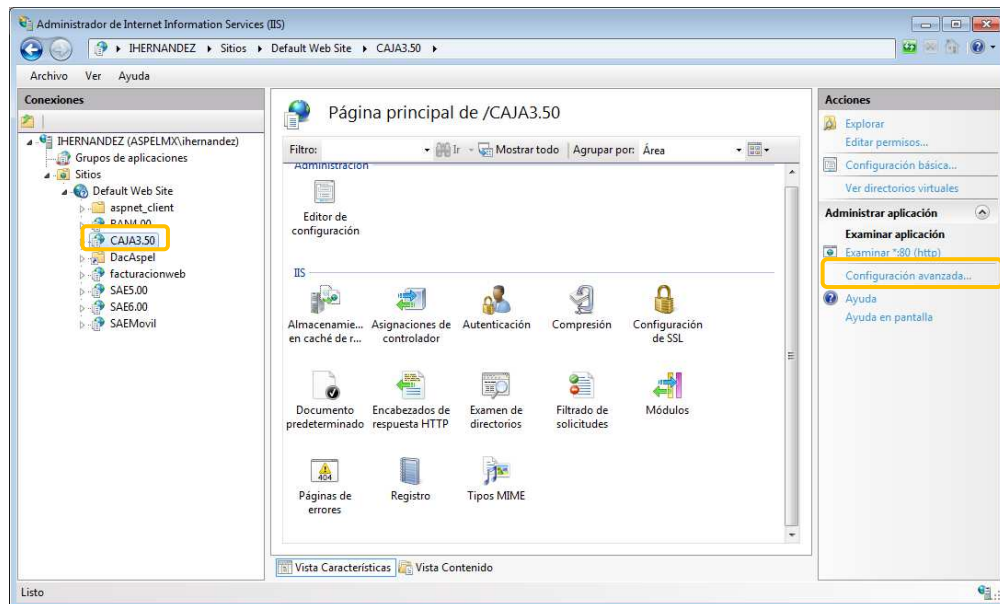 Administrador de Internet Information Services (IIS)
IHERNANDEZ Sitios Default Web Site CAJA3.50
Archivo Ver Ayuda
Conexiones
IHERNANDEZ (ASPELMX\ihernandez)
Grupos de aplicaciones
Sitios
Default Web Site
aspnet_client
BAN4.00
CAJA3.50
DacAspel
facturacionweb
SAE5.00
SAE6.00
SAEMovil
Página principal de /CAJA3.50
Filtro: Ir Mostrar todo Agrupar por: Área
Administración
Editor de
configuración
IIS
Almacenamie... Asignaciones de Autenticación Compresión Configuración
en caché de r... controlador de SSL
Documento Encabezados de Examen de Filtrado de Módulos
predeterminado respuesta HTTP directorios solicitudes
404
Páginas de Registro Tipos MIME
errores
Vista Características Vista Contenido
Acciones
Explorar
Editar permisos...
Configuración básica...
Ver directorios virtuales
Administrar aplicación
Examinar aplicación
Examinar *:80 (http)
Configuración avanzada...
Ayuda
Ayuda en pantalla
Listo